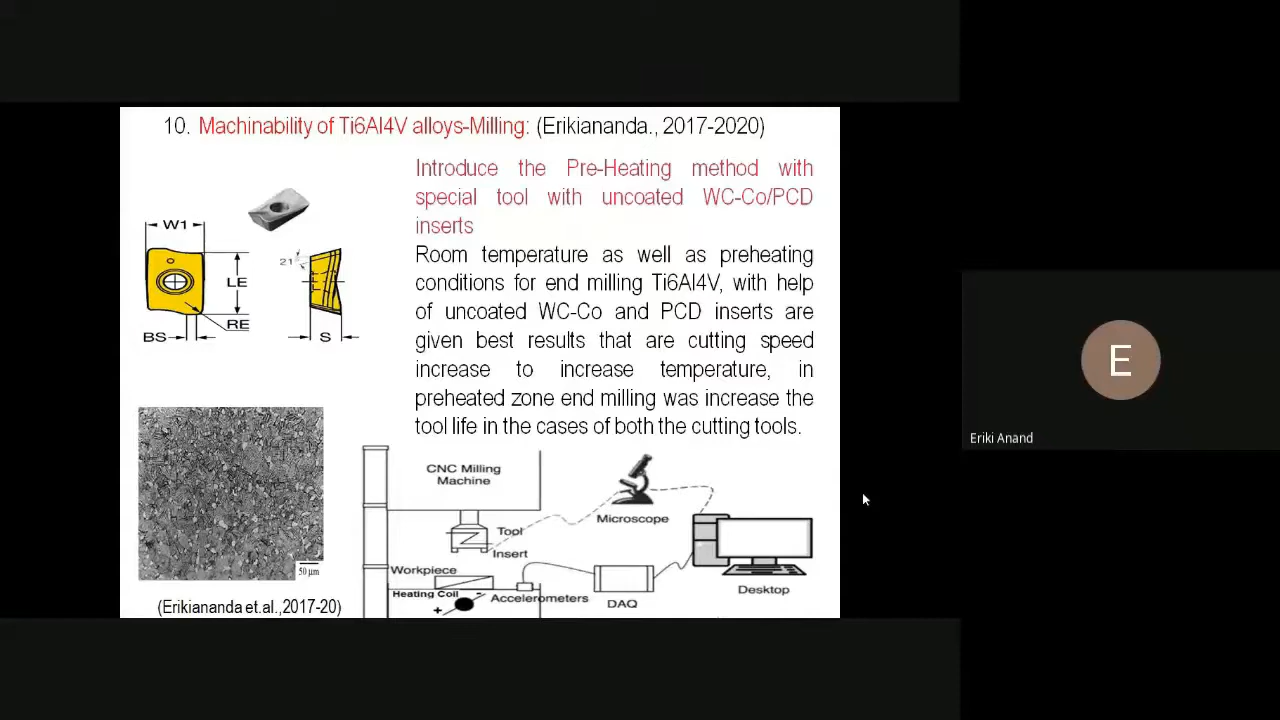 10. Machinability of Ti6Al4V alloys-Milling: (Erikiananda., 2017-2020)
Introduce the Pre-Heating method with
special tool with uncoated WC-Co/PCD
inserts
Room temperature as well as preheating
conditions for end milling Ti6Al4V, with help
of uncoated WC-Co and PCD inserts are
given best results that are cutting speed
increase to increase temperature, in
preheated zone end milling was increase the
tool life in the cases of both the cutting tools.
W1
21
LE
RE
BS
S
50 µm
(Erikiananda et.al.,2017-20)
CNC Milling
Machine
Tool
Insert
Workpiece
Heating Coil
+
-
Accelerometers
Microscope
DAQ
Desktop
E
Eriki Anand